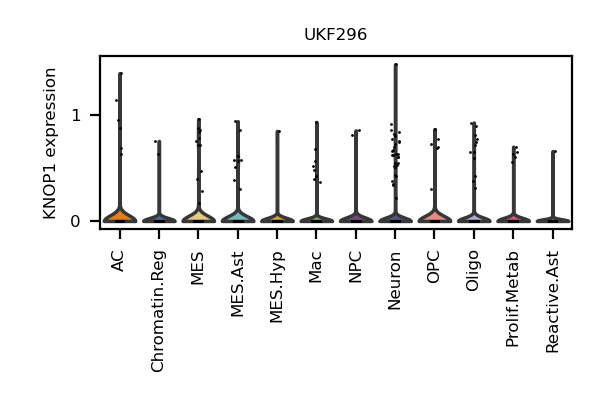 UKF296
KNOP1 expression
1
0
AC
Chromatin.Reg
MES
MES.Ast
MES.Hyp
Mac
NPC
Neuron
OPC
Oligo
Prolif.Metab
Reactive.Ast